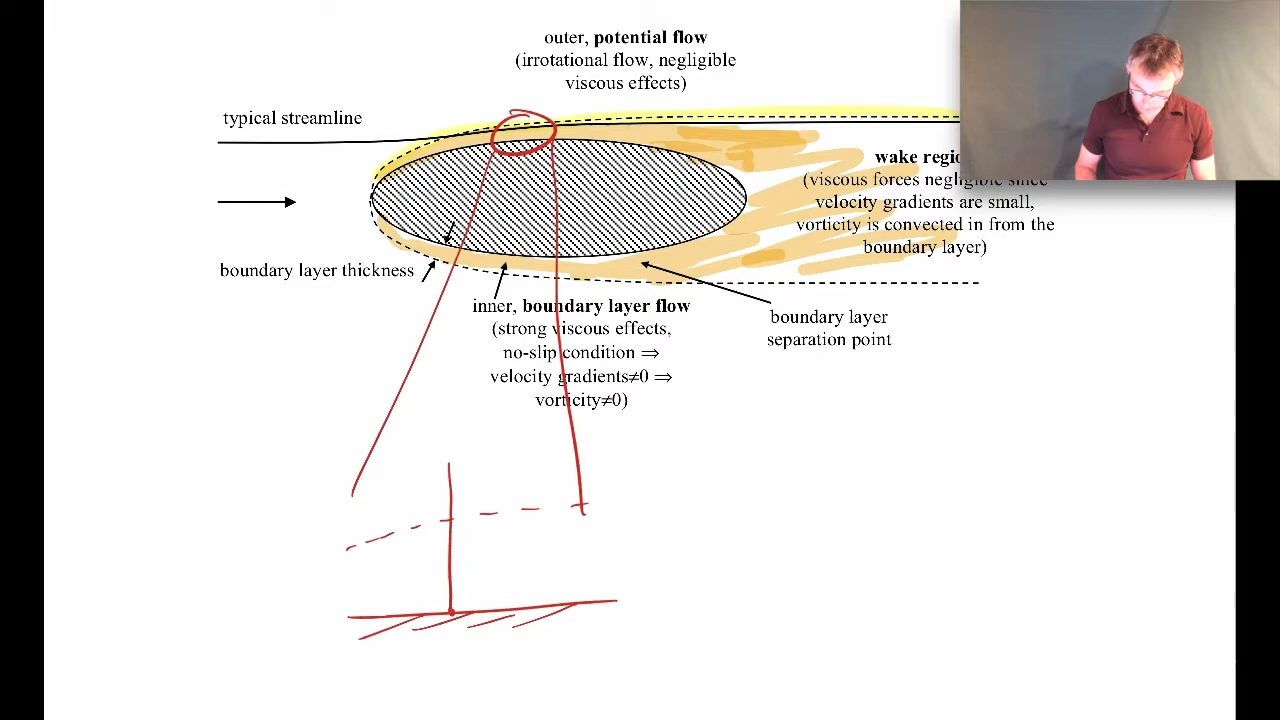 outer, potential flow
(irrotational flow, negligible
viscous effects)
typical streamline
wake
(viscous forces negligible since
velocity gradients are small,
vorticity is convected in from the
boundary layer)
boundary layer thickness
inner, boundary layer flow
(strong viscous effects,
no-slip condition ⇒
velocity gradients≠0 ⇒
vorticity≠0)
boundary layer
separation point